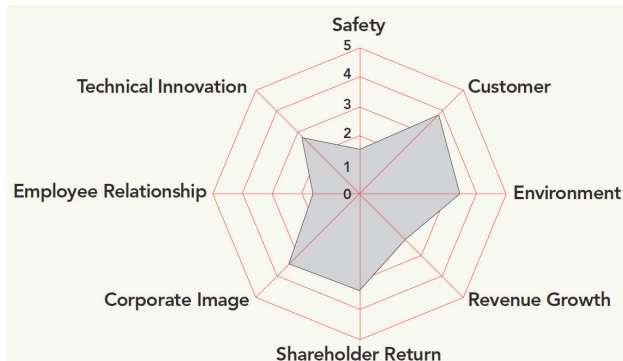 Safety
5
Technical Innovation
4
Customer
3
2
1
Employee Relationship
0
Environment
Corporate Image
Revenue Growth
Shareholder Return